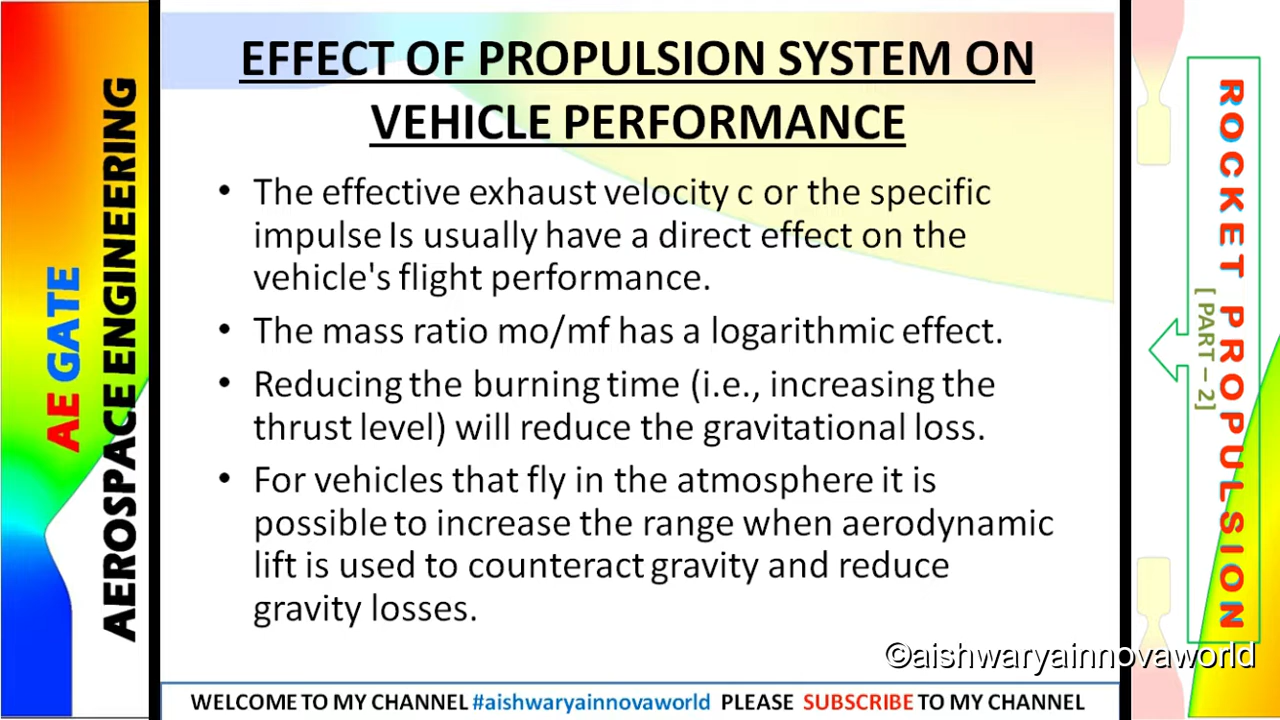 EFFECT OF PROPULSION SYSTEM ON
VEHICLE PERFORMANCE
• The effective exhaust velocity c or the specific
impulse Is usually have a direct effect on the
vehicle's flight performance.
• The mass ratio mo/mf has a logarithmic effect.
• Reducing the burning time (i.e., increasing the
thrust level) will reduce the gravitational loss.
• For vehicles that fly in the atmosphere it is
possible to increase the range when aerodynamic
lift is used to counteract gravity and reduce
gravity losses.
AE GATE
AEROSPACE ENGINEERING
ROCKET PROPULSION
[ PART – 2]
©aishwaryainnovaworld
WELCOME TO MY CHANNEL #aishwaryainnovaworld PLEASE SUBSCRIBE TO MY CHANNEL